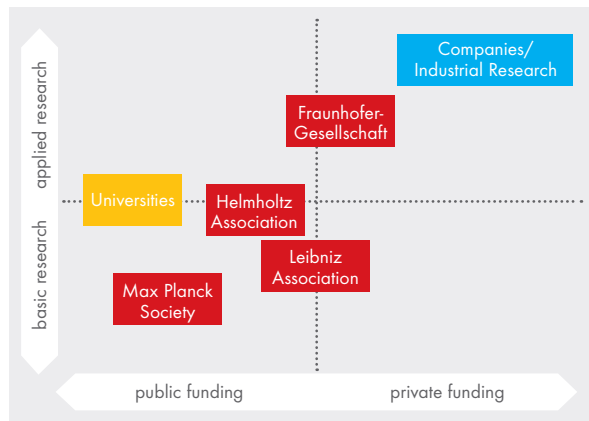 applied research
basic research
Companies/
Industrial Research
Fraunhofer-
Gesellschaft
Universities
Helmholtz
Association
Leibniz
Association
Max Planck
Society
public funding
private funding